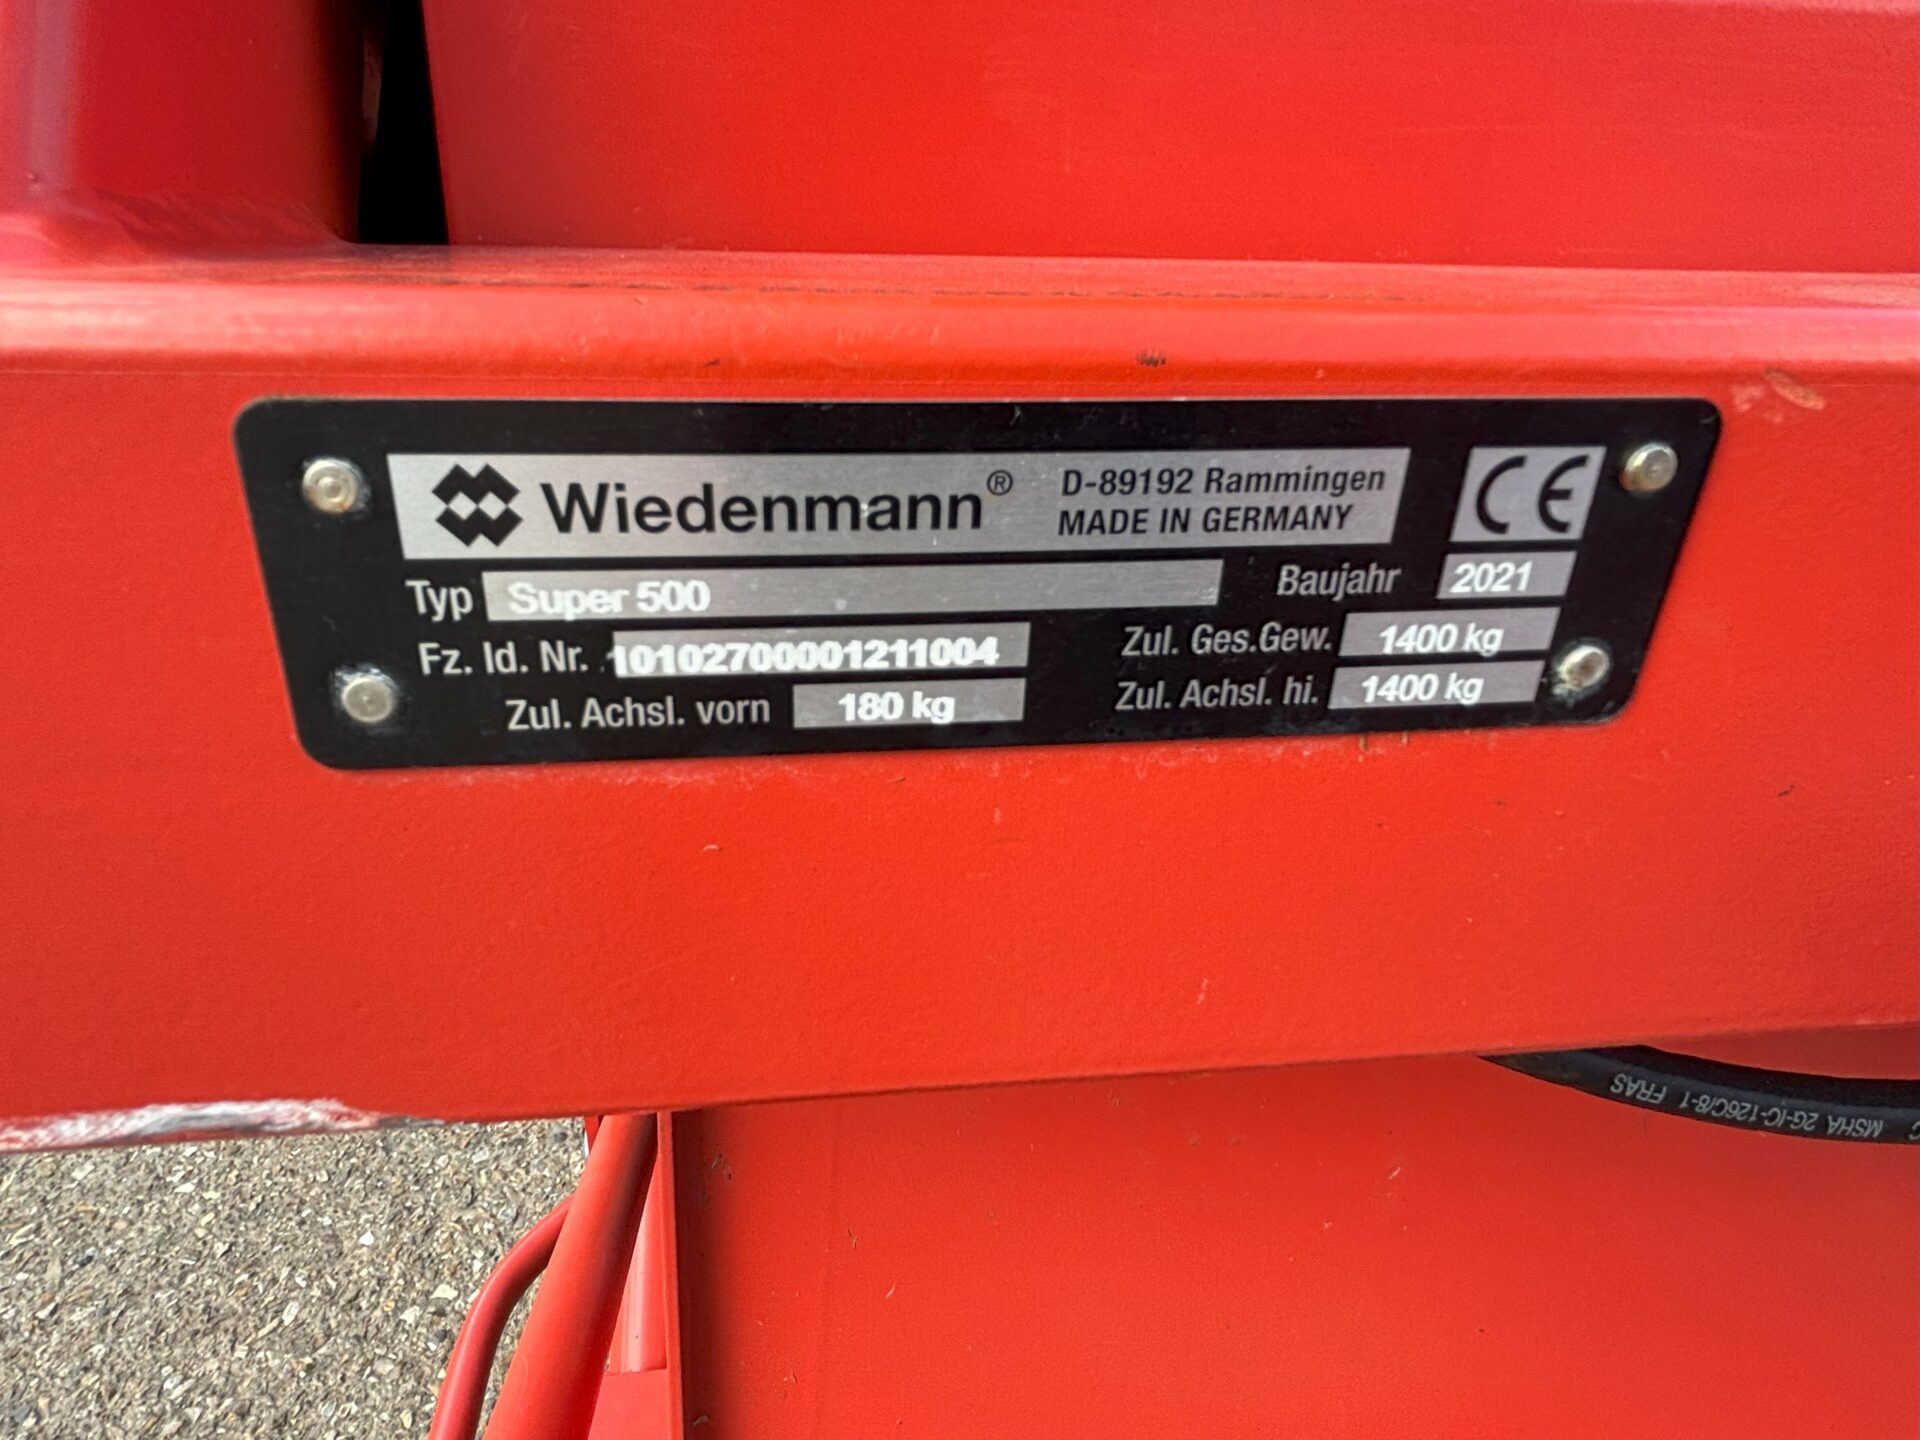 Wiedenmann® D-89192 Rammingen
MADE IN GERMANY
CE
Typ Super 500 Baujahr 2021
Fz. Id. Nr. 10102700001211004 Zul. Ges.Gew. 1400 kg
Zul. Achsl. vorn 180 kg Zul. Achsl. hi. 1400 kg
MSHA 2G-IC-126C/8-1 FRAS